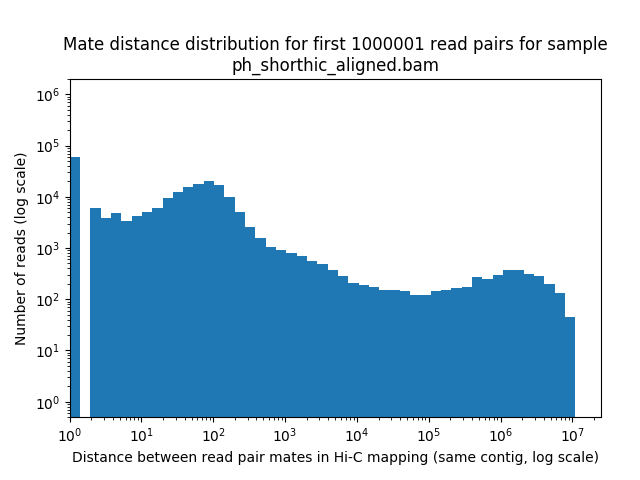 Mate distance distribution for first 1000001 read pairs for sample
ph_shorthic_aligned.bam
Number of reads (log scale)
10⁶
10⁵
10⁴
10³
10²
10¹
10⁰
10⁰ 10¹ 10² 10³ 10⁴ 10⁵ 10⁶ 10⁷
Distance between read pair mates in Hi-C mapping (same contig, log scale)